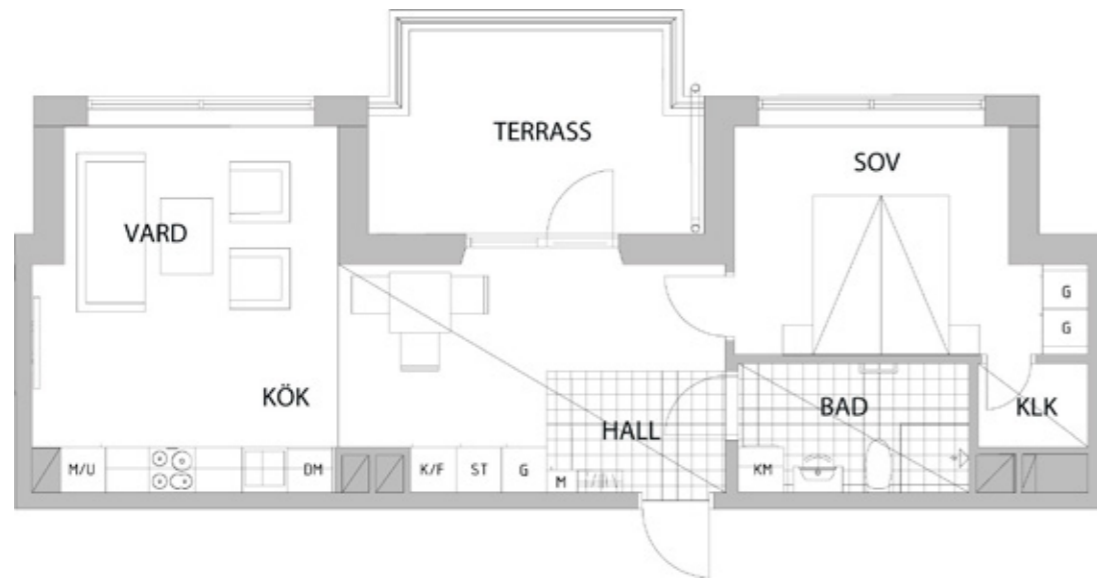 TERRASS
SOV
VARD
G
G
KÖK
HALL
BAD
KLK
M/U
DM
K/F
ST
G
M
KM